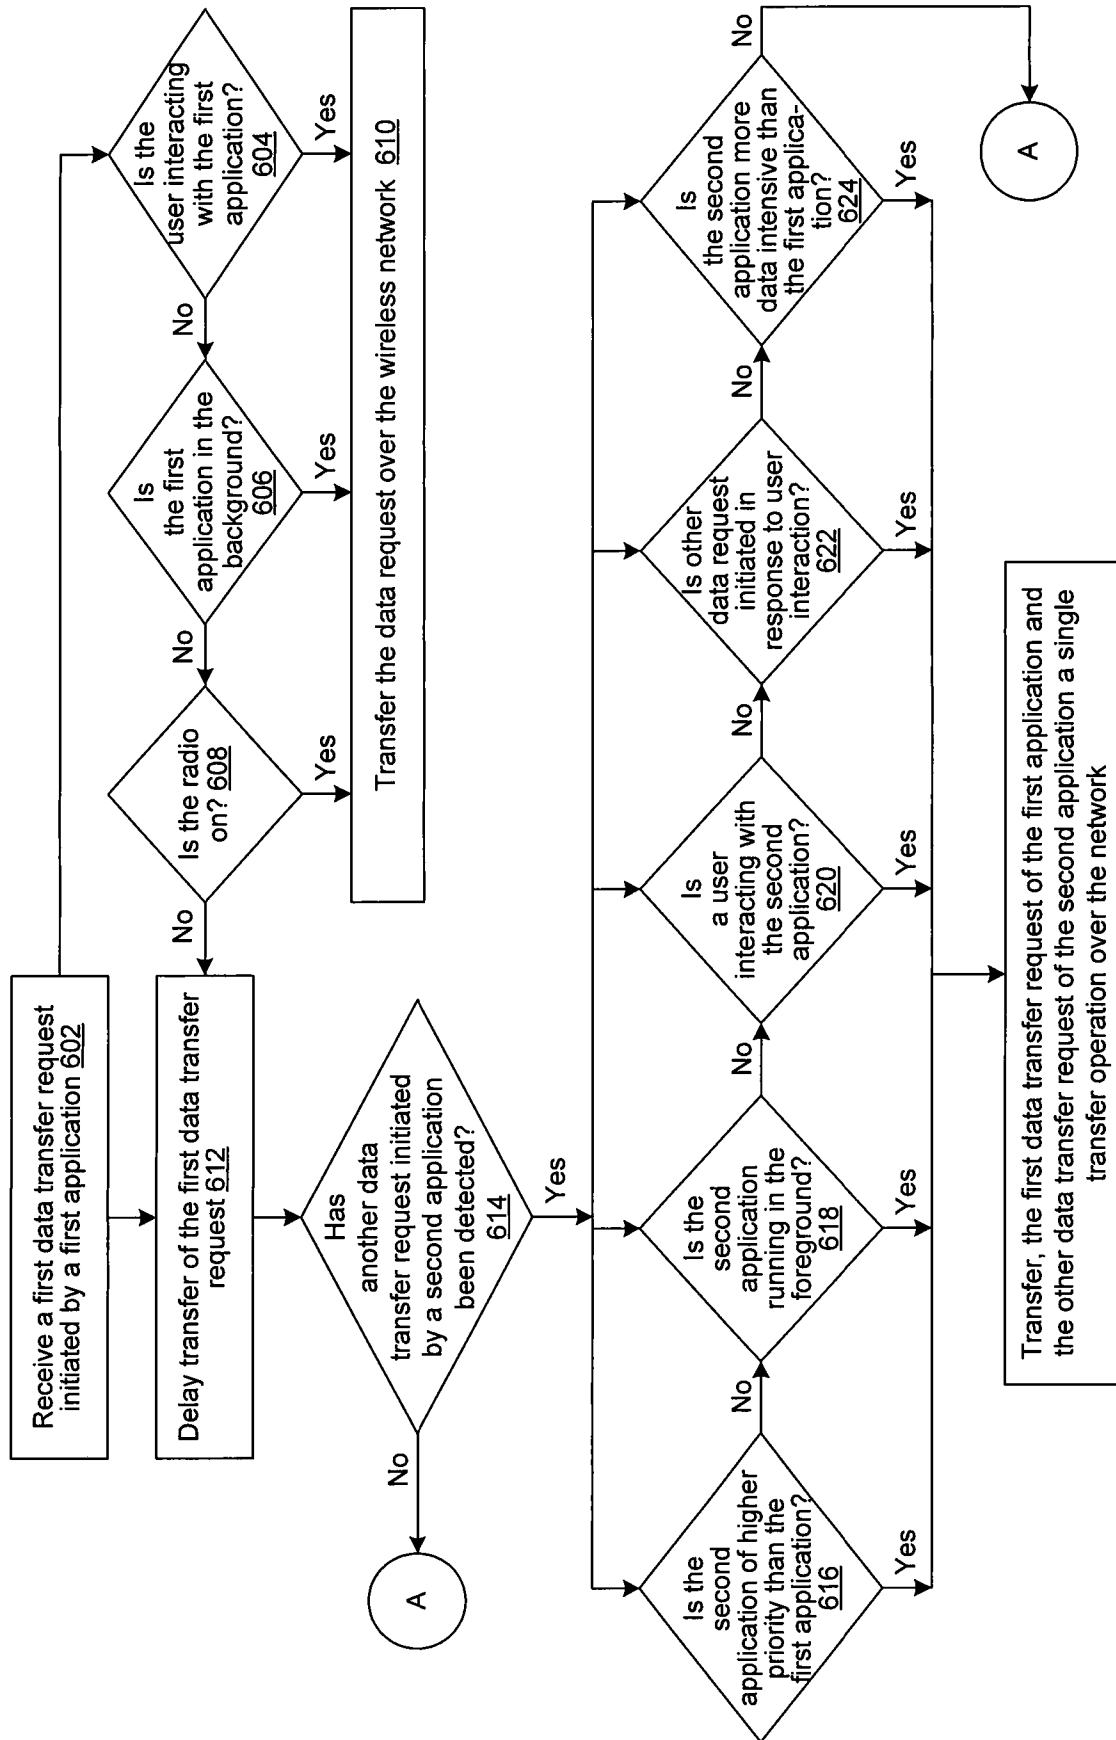 Receive a first data transfer request
initiated by a first application 602
Is the
user interacting
with the first
application?
604
Yes
No
Is
the first
application in the
background?
606
Yes
No
Is the radio
on? 608
Yes
No
Transfer the data request over the wireless network 610
Delay transfer of the first data transfer
request 612
Has
another data
transfer request initiated
by a second application
been detected?
614
No
A
Yes
Is the
second
application of higher
priority than the
first application?
616
Yes
No
Is the
second
application
running in the
foreground?
618
Yes
No
Is
a user
interacting with
the second
application?
620
Yes
No
Is other
data request
initiated in
response to user
interaction?
622
Yes
No
Is
the second
application more
data intensive than
the first applica-
tion?
624
Yes
No
A
Transfer, the first data transfer request of the first application and
the other data transfer request of the second application a single
transfer operation over the network